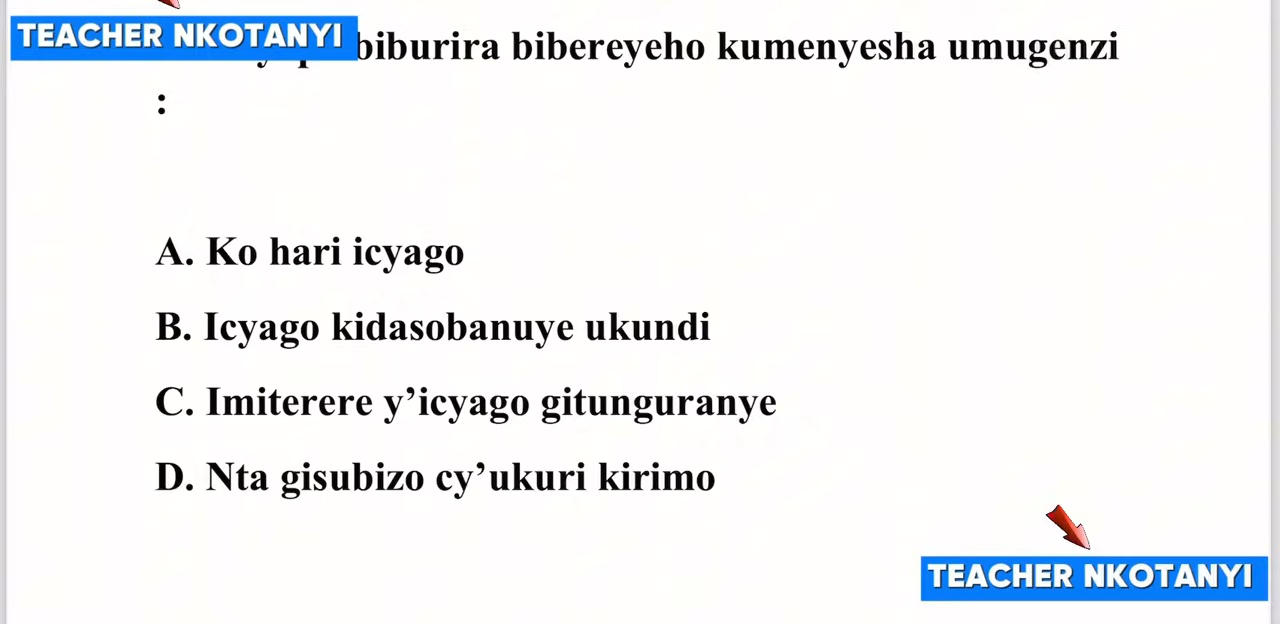 TEACHER NKOTANYI
biburira bibereyeho kumenyesha umugenzi
:
A. Ko hari icyago
B. Icyago kidasobanuye ukundi
C. Imiterere y’icyago gitunguranye
D. Nta gisubizo cy’ukuri kirimo
TEACHER NKOTANYI